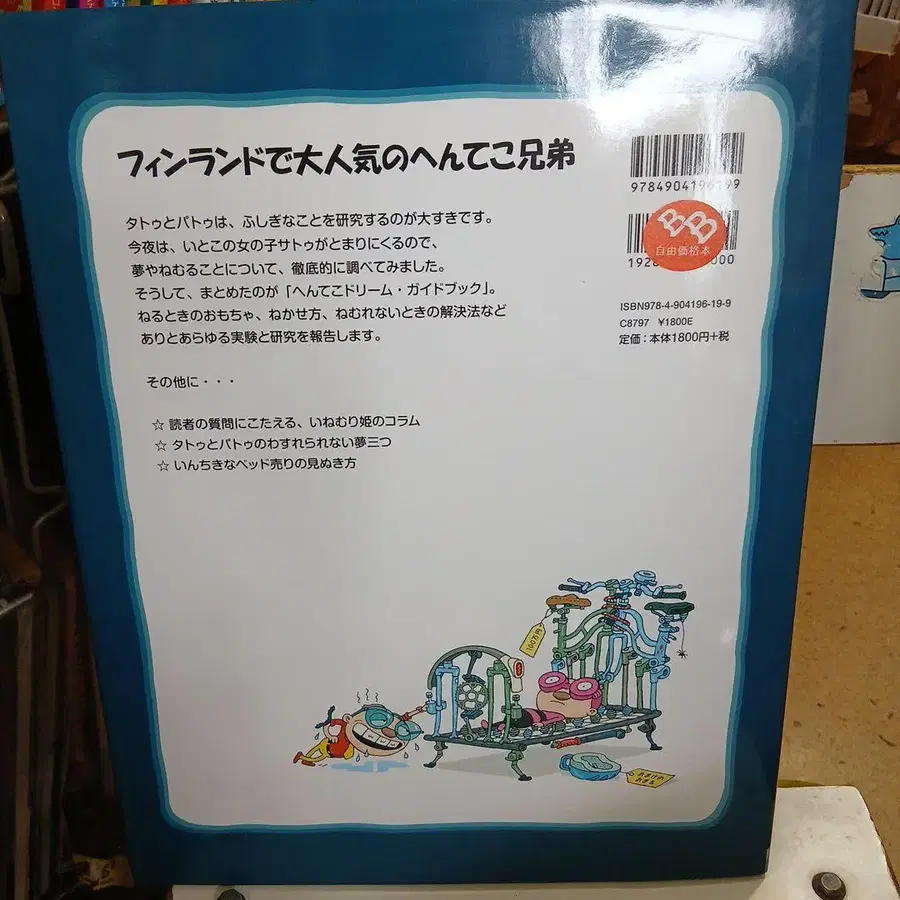 フィンランドで大人気のへんてこ兄弟
タトゥとパトゥは、ふしぎなことを研究するのが大すきです。
今夜は、いとこの女の子サトゥがとまりにくるので、
夢やねむることについて、徹底的に調べてみました。
そうして、まとめたのが「へんてこドリーム・ガイドブック」。
ねるときのおもちゃ、ねかせ方、ねむれないときの解決法など
ありとあらゆる実験と研究を報告します。
その他に・・・
☆ 読者の質問にこたえる、いねむり姫のコラム
☆ タトゥとパトゥのわすれられない夢三つ
☆ いんちきなベッド売りの見ぬき方
BB
自由価格本
ISBN978-4-904196-19-9
C8797 ¥1800E
定価：本体1800円+税